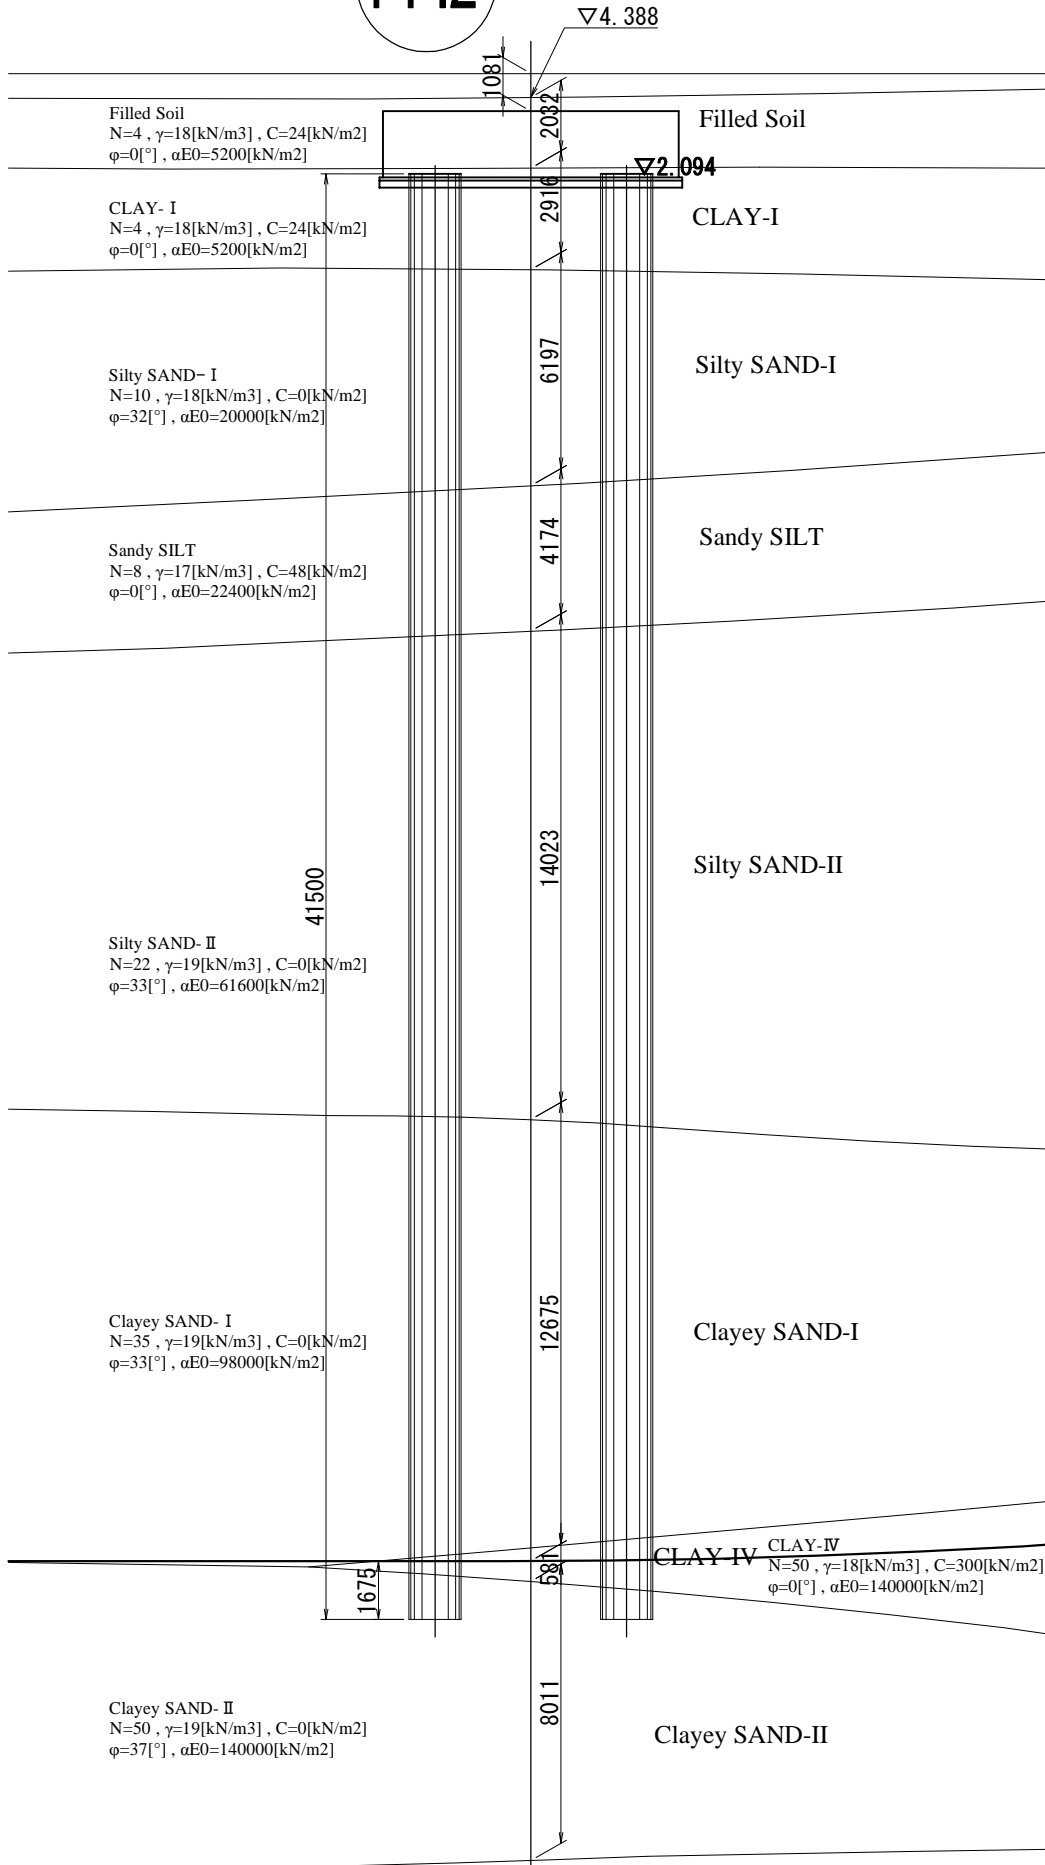 ▽4.388
1081
2032
Filled Soil
N=4 , γ=18[kN/m3] , C=24[kN/m2]
φ=0[°] , αE0=5200[kN/m2]
Filled Soil
▽2.094
2916
CLAY-Ⅰ
N=4 , γ=18[kN/m3] , C=24[kN/m2]
φ=0[°] , αE0=5200[kN/m2]
CLAY-I
6197
Silty SAND-Ⅰ
N=10 , γ=18[kN/m3] , C=0[kN/m2]
φ=32[°] , αE0=20000[kN/m2]
Silty SAND-I
4174
Sandy SILT
N=8 , γ=17[kN/m3] , C=48[kN/m2]
φ=0[°] , αE0=22400[kN/m2]
Sandy SILT
14023
Silty SAND-II
41500
Silty SAND-Ⅱ
N=22 , γ=19[kN/m3] , C=0[kN/m2]
φ=33[°] , αE0=61600[kN/m2]
12675
Clayey SAND-Ⅰ
N=35 , γ=19[kN/m3] , C=0[kN/m2]
φ=33[°] , αE0=98000[kN/m2]
Clayey SAND-I
581
CLAY-IV
CLAY-Ⅳ
N=50 , γ=18[kN/m3] , C=300[kN/m2]
φ=0[°] , αE0=140000[kN/m2]
1675
8011
Clayey SAND-Ⅱ
N=50 , γ=19[kN/m3] , C=0[kN/m2]
φ=37[°] , αE0=140000[kN/m2]
Clayey SAND-II